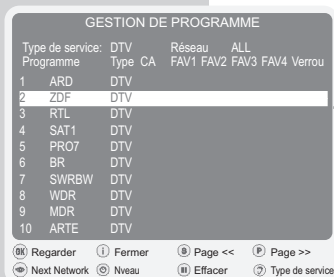 GESTION DE PROGRAMME
Type de service: DTV Réseau ALL
Programme Type CA FAV1 FAV2 FAV3 FAV4 Verrou
1 ARD DTV
2 ZDF DTV
3 RTL DTV
4 SAT1 DTV
5 PRO7 DTV
6 BR DTV
7 SWRBW DTV
8 WDR DTV
9 MDR DTV
10 ARTE DTV
OK Regarder i Fermer Page << P Page >>
Next Network Nveau Effacer Type de service